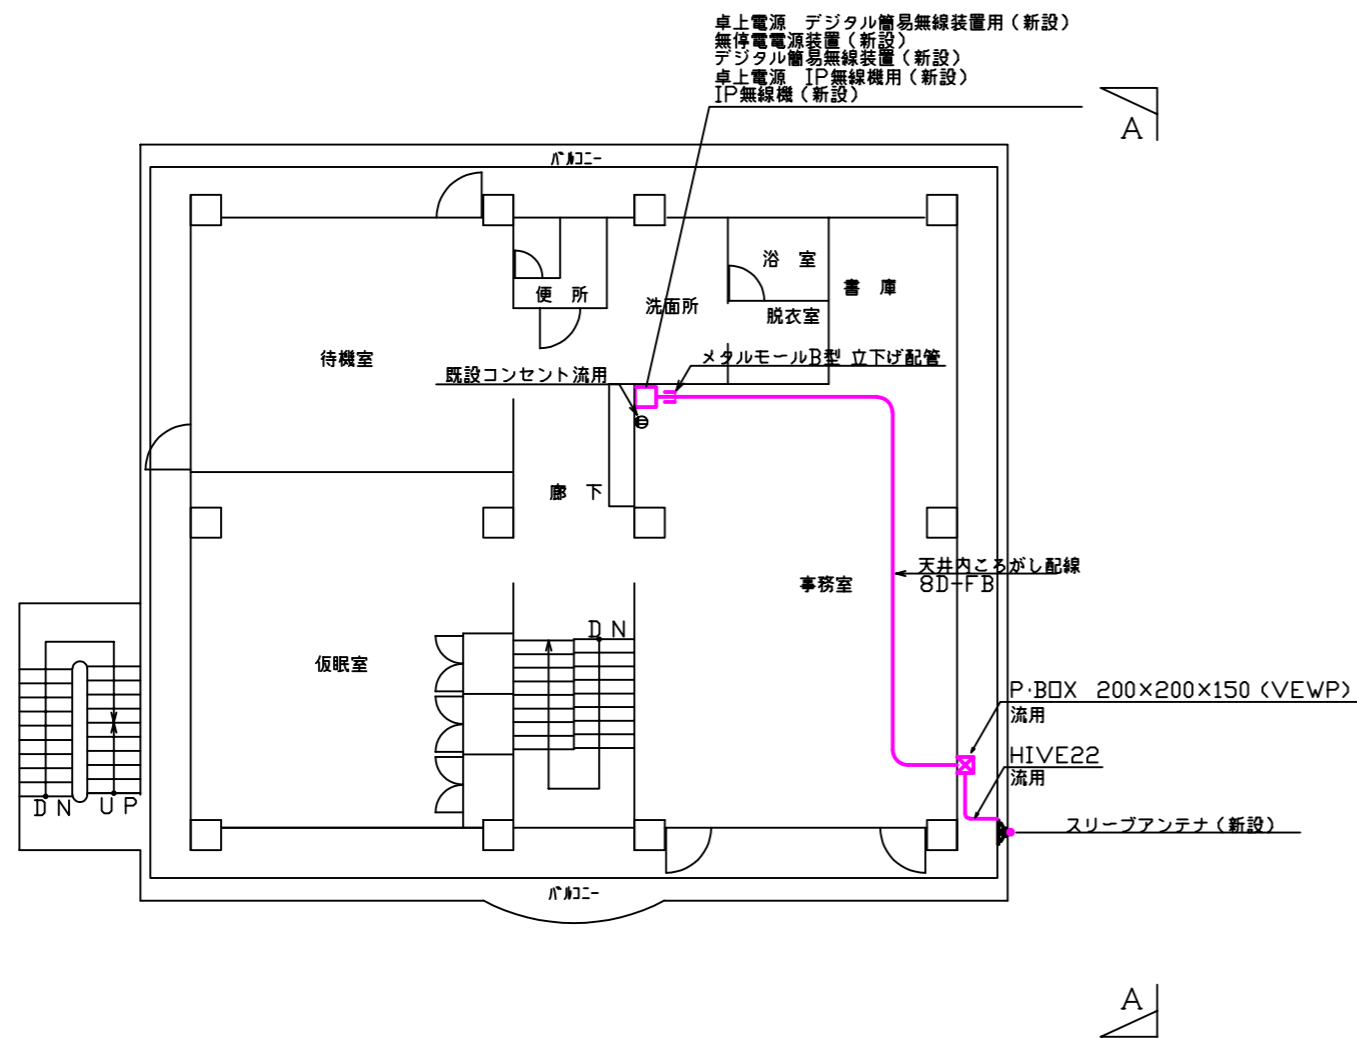 卓上電源 デジタル簡易無線装置用（新設）
無停電電源装置（新設）
デジタル簡易無線装置（新設）
卓上電源 IP無線機用（新設）
IP無線機（新設）
A
バルコニー
浴 室
書 庫
便 所
洗面所
脱衣室
待機室
メタルモールB型 立下げ配管
既設コンセント流用
廊 下
天井内ころがし配線
8D-FB
事務室
DN
仮眠室
P·BOX 200×200×150（VEWP）
流用
HIVE22
流用
DN
UP
スリーブアンテナ（新設）
バルコニー
A